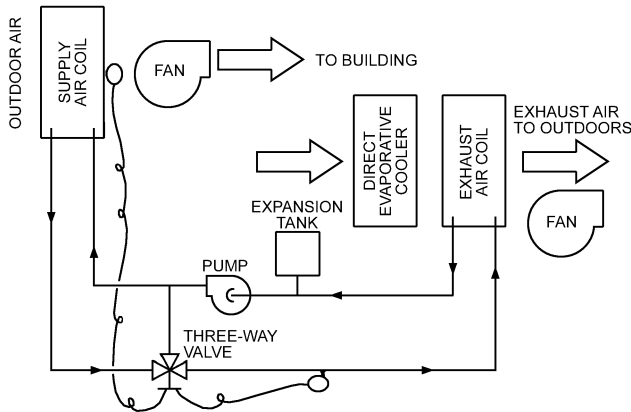 OUTDOOR AIR
SUPPLY
AIR COIL
FAN
TO BUILDING
DIRECT
EVAPORATIVE
COOLER
EXHAUST
AIR COIL
EXHAUST AIR
TO OUTDOORS
FAN
EXPANSION
TANK
PUMP
THREE-WAY
VALVE